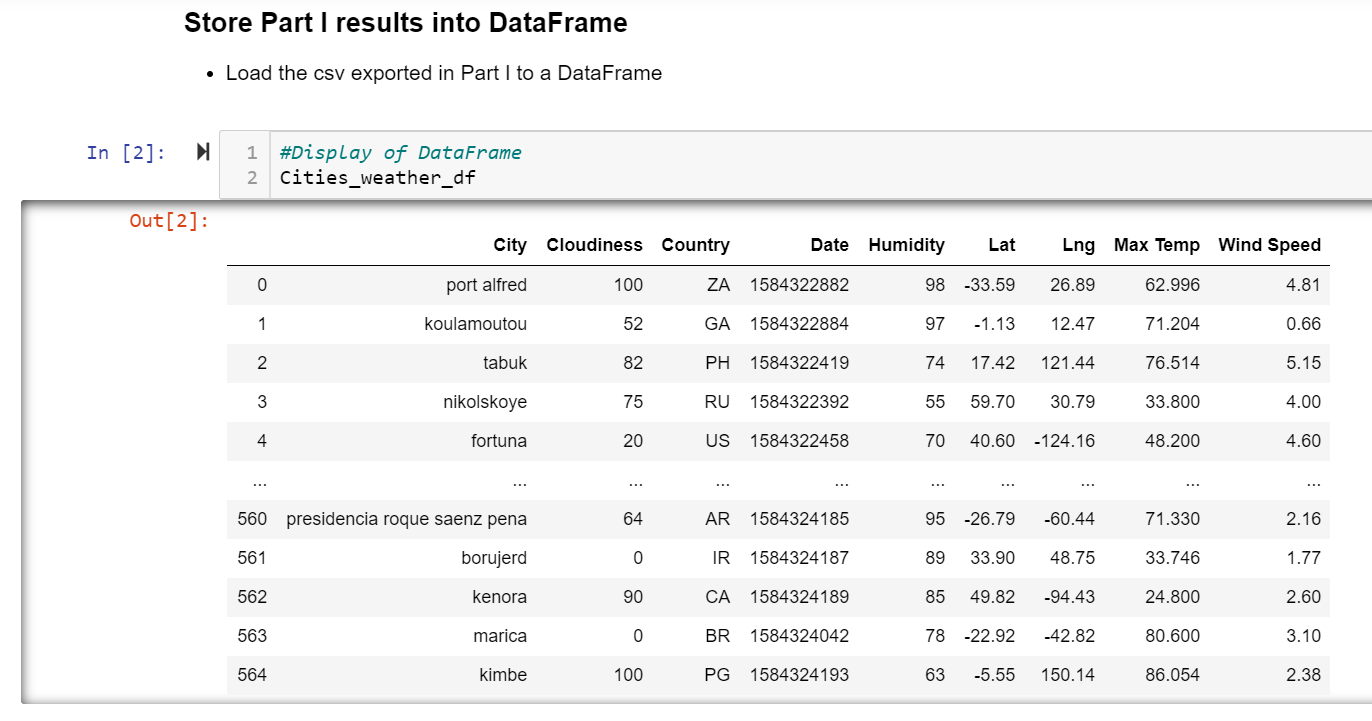 Store Part I results into DataFrame
• Load the csv exported in Part I to a DataFrame
In [2]: 1 #Display of DataFrame
2 Cities_weather_df
Out[2]:
City Cloudiness Country Date Humidity Lat Lng Max Temp Wind Speed
0 port alfred 100 ZA 1584322882 98 -33.59 26.89 62.996 4.81
1 koulamoutou 52 GA 1584322884 97 -1.13 12.47 71.204 0.66
2 tabuk 82 PH 1584322419 74 17.42 121.44 76.514 5.15
3 nikolskoye 75 RU 1584322392 55 59.70 30.79 33.800 4.00
4 fortuna 20 US 1584322458 70 40.60 -124.16 48.200 4.60
... ... ... ... ... ... ... ... ... ...
560 presidencia roque saenz pena 64 AR 1584324185 95 -26.79 -60.44 71.330 2.16
561 borujerd 0 IR 1584324187 89 33.90 48.75 33.746 1.77
562 kenora 90 CA 1584324189 85 49.82 -94.43 24.800 2.60
563 marica 0 BR 1584324042 78 -22.92 -42.82 80.600 3.10
564 kimbe 100 PG 1584324193 63 -5.55 150.14 86.054 2.38